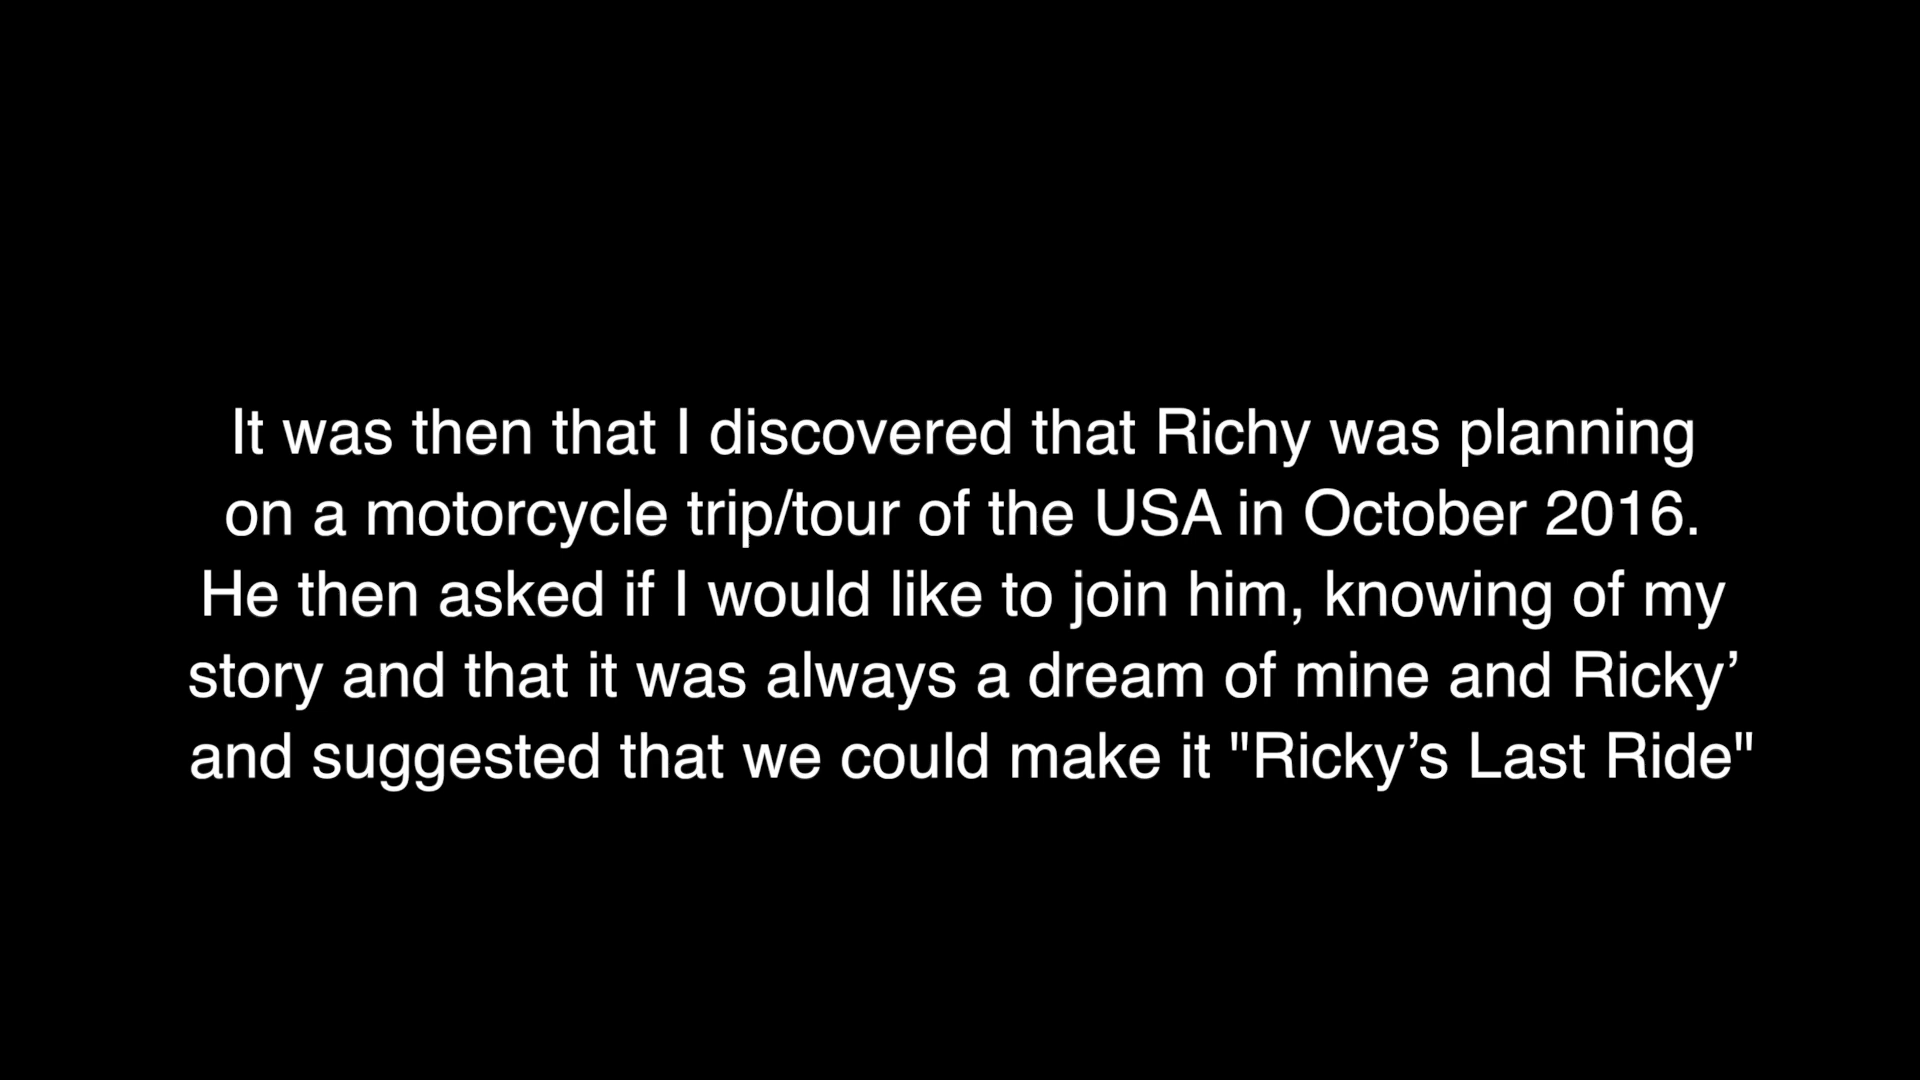 It was then that I discovered that Richy was planning
on a motorcycle trip/tour of the USA in October 2016.
He then asked if I would like to join him, knowing of my
story and that it was always a dream of mine and Ricky’
and suggested that we could make it "Ricky’s Last Ride"